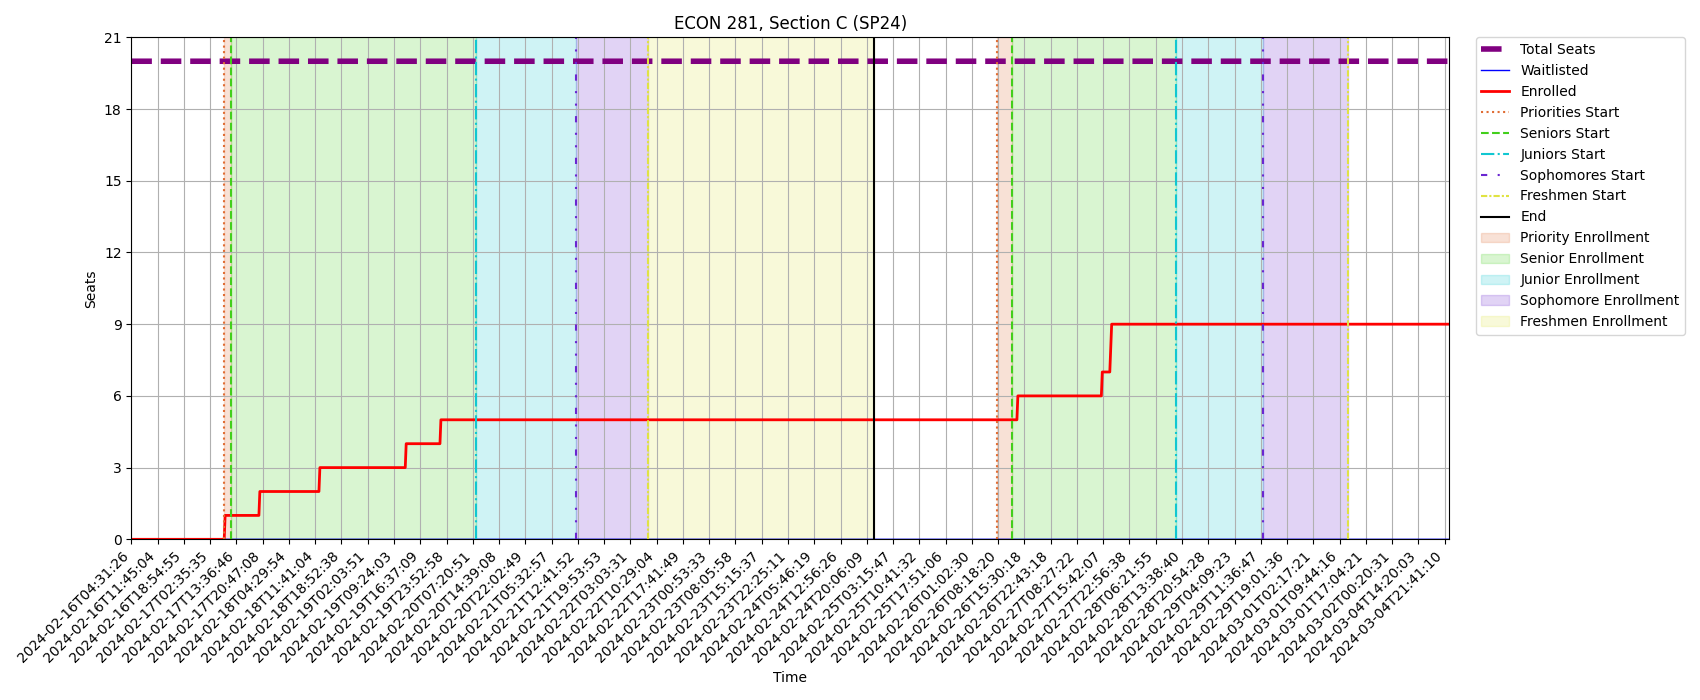 ECON 281, Section C (SP24)
21
18
15
12
9
6
3
0
Seats
2024-02-16T04:31:26
2024-02-16T11:45:04
2024-02-16T18:54:55
2024-02-17T02:35:35
2024-02-17T13:36:46
2024-02-17T20:47:08
2024-02-18T04:29:54
2024-02-18T11:41:04
2024-02-18T18:52:38
2024-02-19T02:03:51
2024-02-19T09:24:03
2024-02-19T16:37:09
2024-02-19T23:52:58
2024-02-20T07:20:51
2024-02-20T14:39:08
2024-02-20T22:02:49
2024-02-21T05:32:57
2024-02-21T12:41:52
2024-02-21T19:53:53
2024-02-22T03:03:31
2024-02-22T10:29:04
2024-02-22T17:41:49
2024-02-23T00:53:33
2024-02-23T08:05:58
2024-02-23T15:15:37
2024-02-23T22:25:11
2024-02-24T05:46:19
2024-02-24T12:56:26
2024-02-24T20:06:09
2024-02-25T03:15:47
2024-02-25T10:41:32
2024-02-25T17:51:06
2024-02-26T01:02:30
2024-02-26T08:18:20
2024-02-26T15:30:18
2024-02-26T22:43:18
2024-02-27T08:27:22
2024-02-27T15:42:07
2024-02-27T22:56:38
2024-02-28T06:21:55
2024-02-28T13:38:40
2024-02-28T20:54:28
2024-02-29T04:09:23
2024-02-29T11:36:47
2024-02-29T19:01:36
2024-03-01T02:17:21
2024-03-01T09:44:16
2024-03-01T17:04:21
2024-03-02T00:20:31
2024-03-04T14:20:03
2024-03-04T21:41:10
Time
Total Seats
Waitlisted
Enrolled
Priorities Start
Seniors Start
Juniors Start
Sophomores Start
Freshmen Start
End
Priority Enrollment
Senior Enrollment
Junior Enrollment
Sophomore Enrollment
Freshmen Enrollment